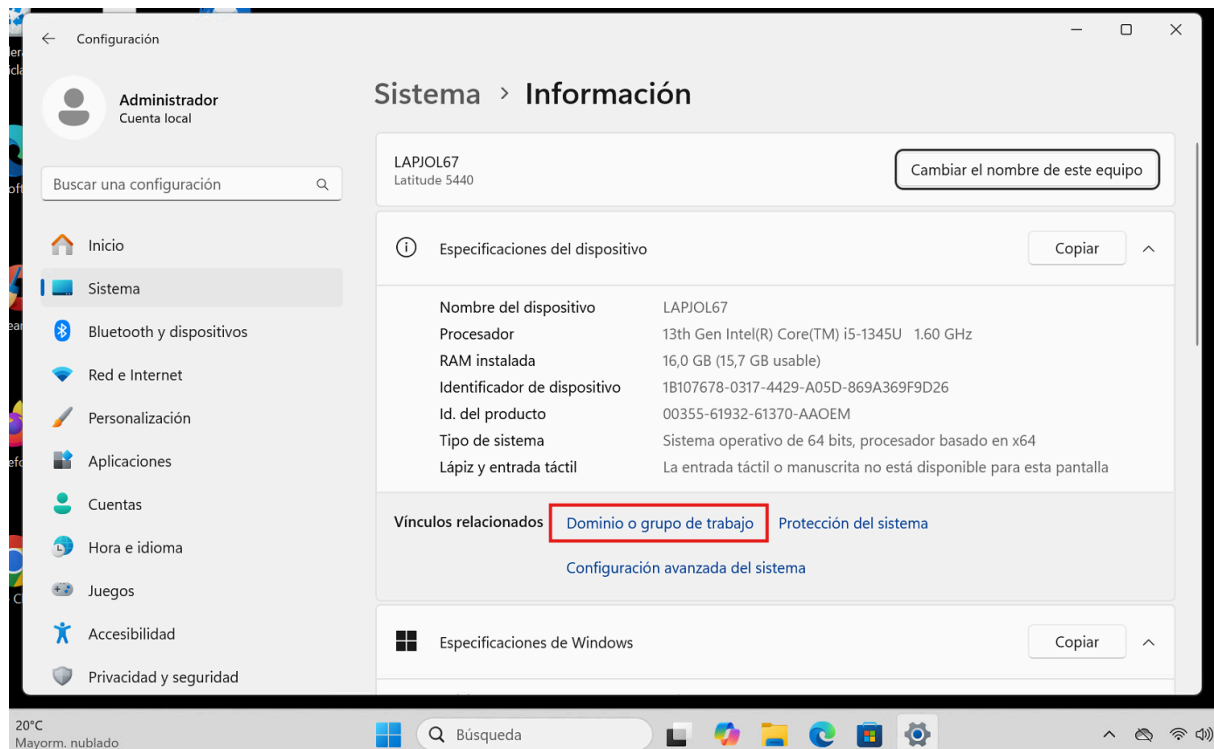 Configuración
Administrador
Cuenta local
Buscar una configuración
Inicio
Sistema
Bluetooth y dispositivos
Red e Internet
Personalización
Aplicaciones
Cuentas
Hora e idioma
Juegos
Accesibilidad
Privacidad y seguridad
Sistema > Información
LAPJOL67
Latitude 5440
Cambiar el nombre de este equipo
Especificaciones del dispositivo
Copiar
Nombre del dispositivo LAPJOL67
Procesador 13th Gen Intel(R) Core(TM) i5-1345U 1.60 GHz
RAM instalada 16,0 GB (15,7 GB usable)
Identificador de dispositivo 1B107678-0317-4429-A05D-869A369F9D26
Id. del producto 00355-61932-61370-AAOEM
Tipo de sistema Sistema operativo de 64 bits, procesador basado en x64
Lápiz y entrada táctil La entrada táctil o manuscrita no está disponible para esta pantalla
Vínculos relacionados Dominio o grupo de trabajo Protección del sistema
Configuración avanzada del sistema
Especificaciones de Windows
Copiar
20°C
Mayorm. nublado
Búsqueda